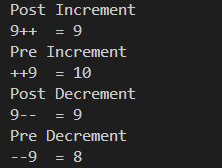 Post Increment
9++  = 9
Pre Increment
++9  = 10
Post Decrement
9--  = 9
Pre Decrement
--9  = 8